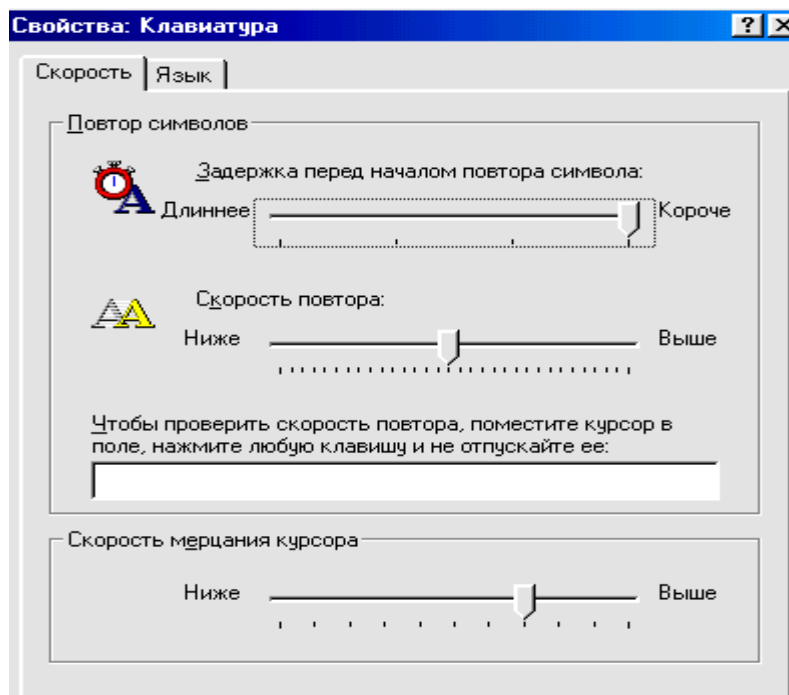 Свойства: Клавиатура
Скорость Язык
Повтор символов
Задержка перед началом повтора символа:
Длиннее Короче
Скорость повтора:
Ниже Выше
Чтобы проверить скорость повтора, поместите курсор в
поле, нажмите любую клавишу и не отпускайте ее:
Скорость мерцания курсора
Ниже Выше